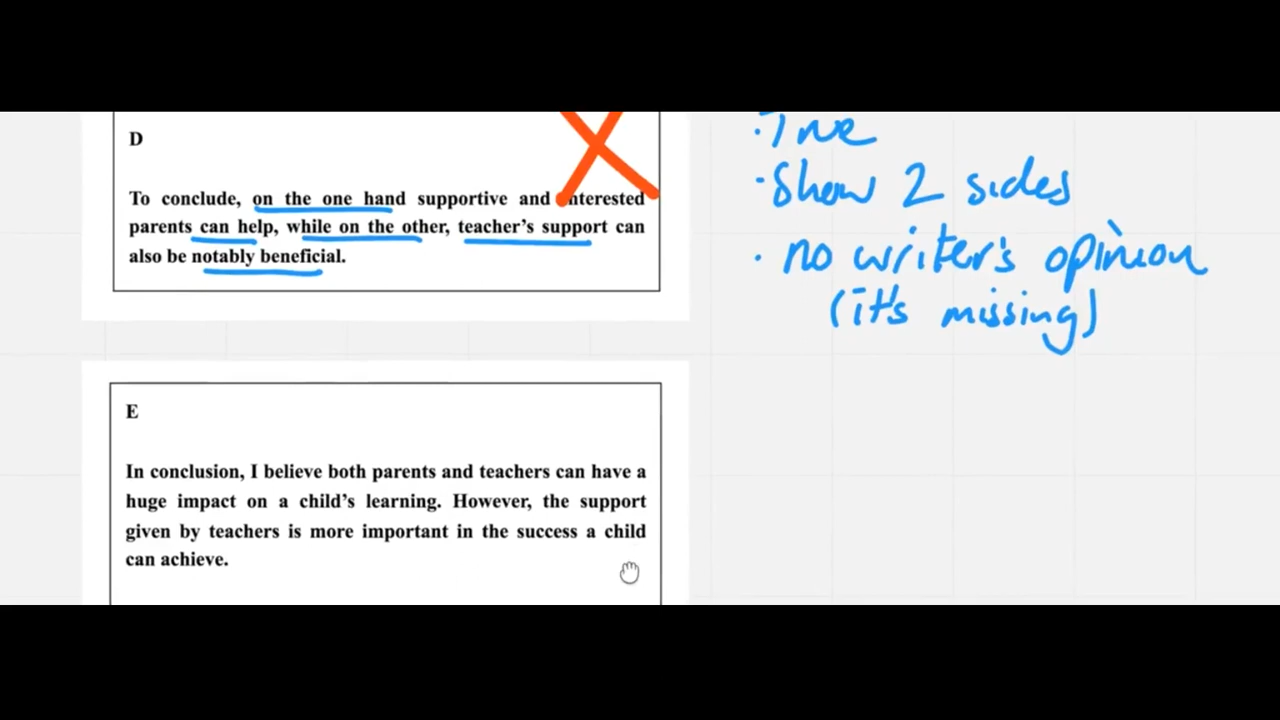 D
To conclude, on the one hand supportive and interested
parents can help, while on the other, teacher's support can
also be notably beneficial.
• True
• Show 2 sides
• no writer's opinion
(it's missing)
E
In conclusion, I believe both parents and teachers can have a
huge impact on a child's learning. However, the support
given by teachers is more important in the success a child
can achieve.